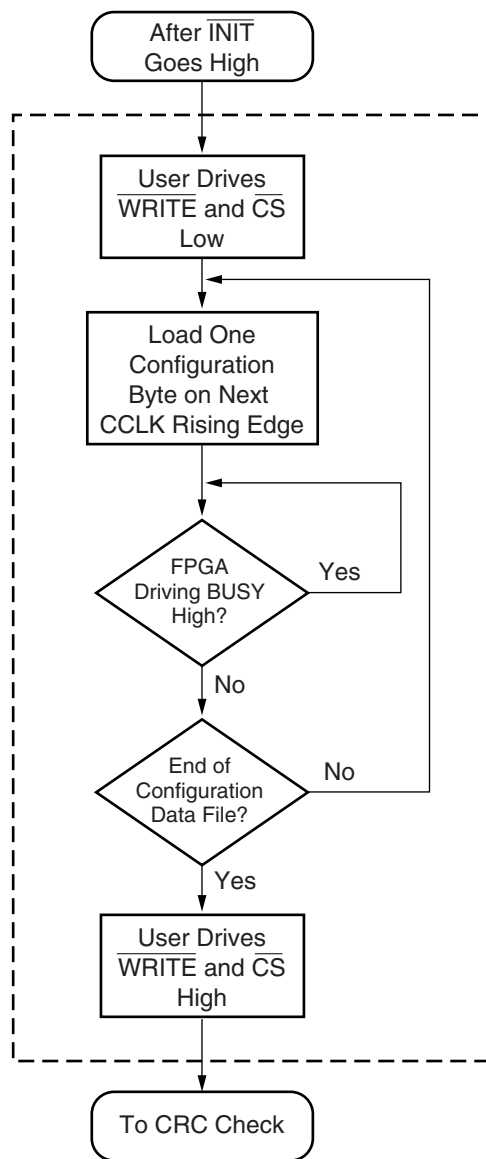 After INIT
Goes High
User Drives
WRITE and CS
Low
Load One
Configuration
Byte on Next
CCLK Rising Edge
FPGA
Driving BUSY
High?
Yes
No
End of
Configuration
Data File?
No
Yes
User Drives
WRITE and CS
High
To CRC Check